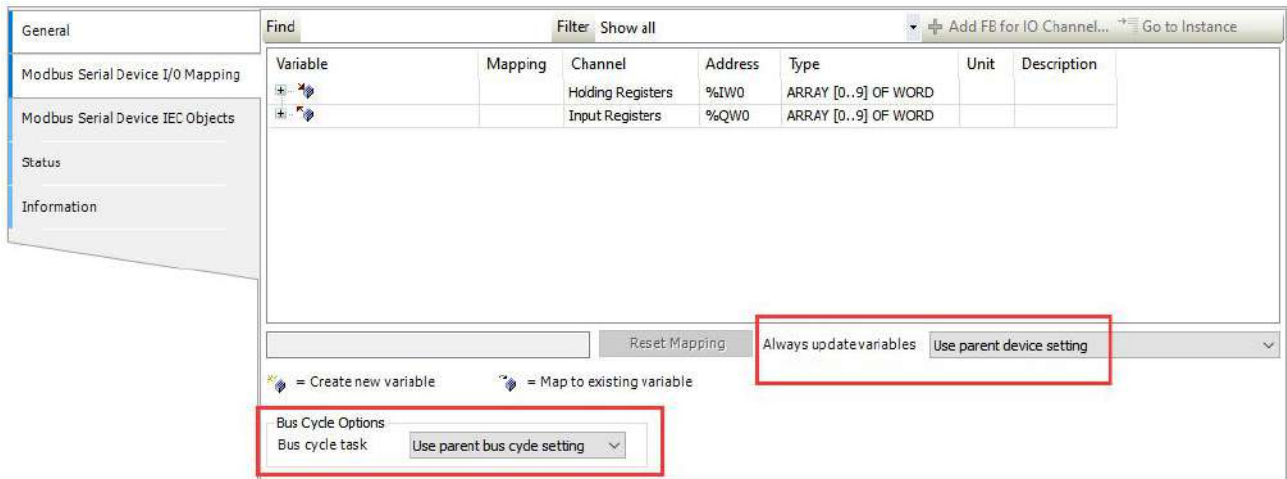 General
Modbus Serial Device I/O Mapping
Modbus Serial Device IEC Objects
Status
Information
Find Filter Show all Add FB for IO Channel... Go to Instance
Variable Mapping Channel Address Type Unit Description
Holding Registers %IW0 ARRAY [0..9] OF WORD
Input Registers %QW0 ARRAY [0..9] OF WORD
Reset Mapping Always update variables Use parent device setting
= Create new variable = Map to existing variable
Bus Cycle Options
Bus cycle task Use parent bus cycle setting